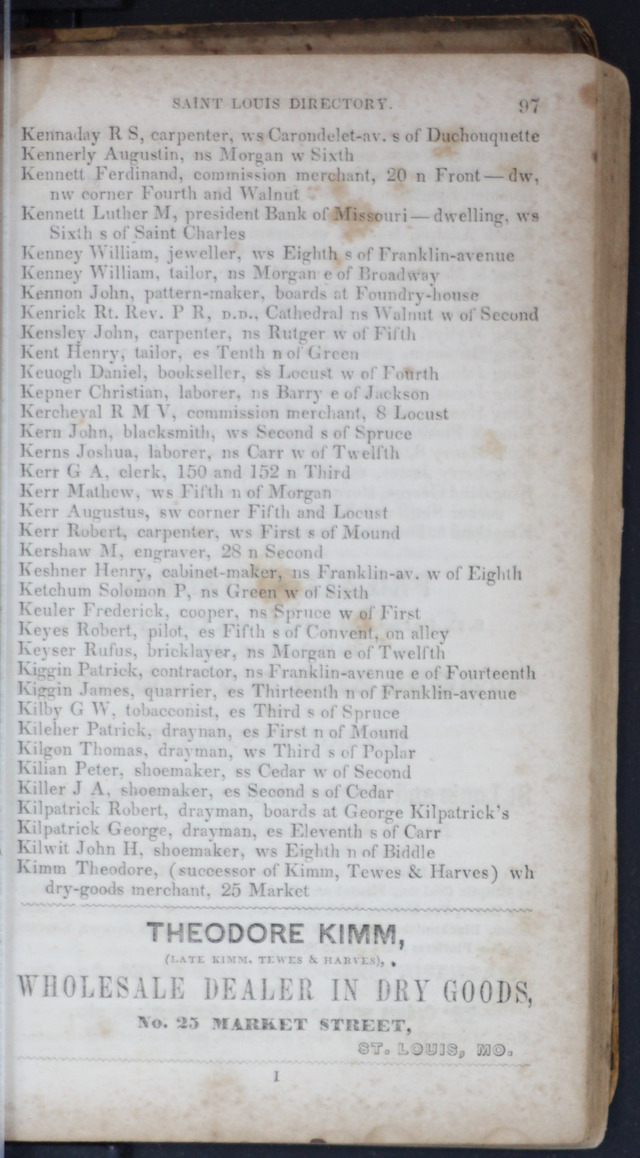 SAINT LOUIS DIRECTORY. 97
Kennaday R S, carpenter, ws Carondelet-av. s of Duchouquette
Kennerly Augustin, ns Morgan w Sixth
Kennett Ferdinand, commission merchant, 20 n Front — dw,
nw corner Fourth and Walnut
Kennett Luther M, president Bank of Missouri — dwelling, ws
Sixth s of Saint Charles
Kenney William, jeweller, ws Eighth s of Franklin-avenue
Kenney William, tailor, ns Morgan e of Broadway
Kennon John, pattern-maker, boards at Foundry-house
Kenrick Rt. Rev. P R, D.D., Cathedral ns Walnut w of Second
Kensley John, carpenter, ns Rutger w of Fifth
Kent Henry, tailor, es Tenth n of Green
Keuogh Daniel, bookseller, ss Locust w of Fourth
Kepner Christian, laborer, ns Barry e of Jackson
Kercheval R M V, commission merchant, 8 Locust
Kern John, blacksmith, ws Second s of Spruce
Kerns Joshua, laborer, ns Carr w of Twelfth
Kerr G A, clerk, 150 and 152 n Third
Kerr Mathew, ws Fifth n of Morgan
Kerr Augustus, sw corner Fifth and Locust
Kerr Robert, carpenter, ws First s of Mound
Kershaw M, engraver, 28 n Second
Keshner Henry, cabinet-maker, ns Franklin-av. w of Eighth
Ketchum Solomon P, ns Green w of Sixth
Keuler Frederick, cooper, ns Spruce w of First
Keyes Robert, pilot, es Fifth s of Convent, on alley
Keyser Rufus, bricklayer, ns Morgan e of Twelfth
Kiggin Patrick, contractor, ns Franklin-avenue e of Fourteenth
Kiggin James, quarrier, es Thirteenth n of Franklin-avenue
Kilby G W, tobacconist, es Third s of Spruce
Kileher Patrick, draynan, es First n of Mound
Kilgon Thomas, drayman, ws Third s of Poplar
Kilian Peter, shoemaker, ss Cedar w of Second
Killer J A, shoemaker, es Second s of Cedar
Kilpatrick Robert, drayman, boards at George Kilpatrick's
Kilpatrick George, drayman, es Eleventh s of Carr
Kilwit John H, shoemaker, ws Eighth n of Biddle
Kimm Theodore, (successor of Kimm, Tewes & Harves) wh
dry-goods merchant, 25 Market
THEODORE KIMM,
(LATE KIMM, TEWES & HARVES),
WHOLESALE DEALER IN DRY GOODS,
No. 25 MARKET STREET,
ST. LOUIS, MO.
I